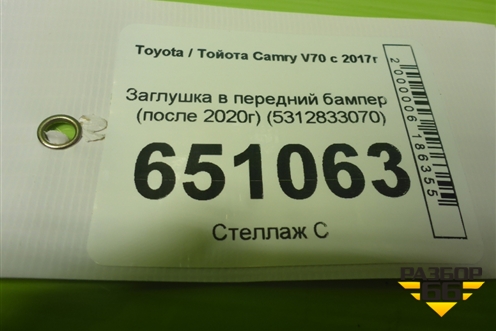 Toyota / Тойота Camry V70 с 2017г
Заглушка в передний бампер
(после 2020г) (5312833070)
651063
Стеллаж С
2000006186355
РАЗБОР
66